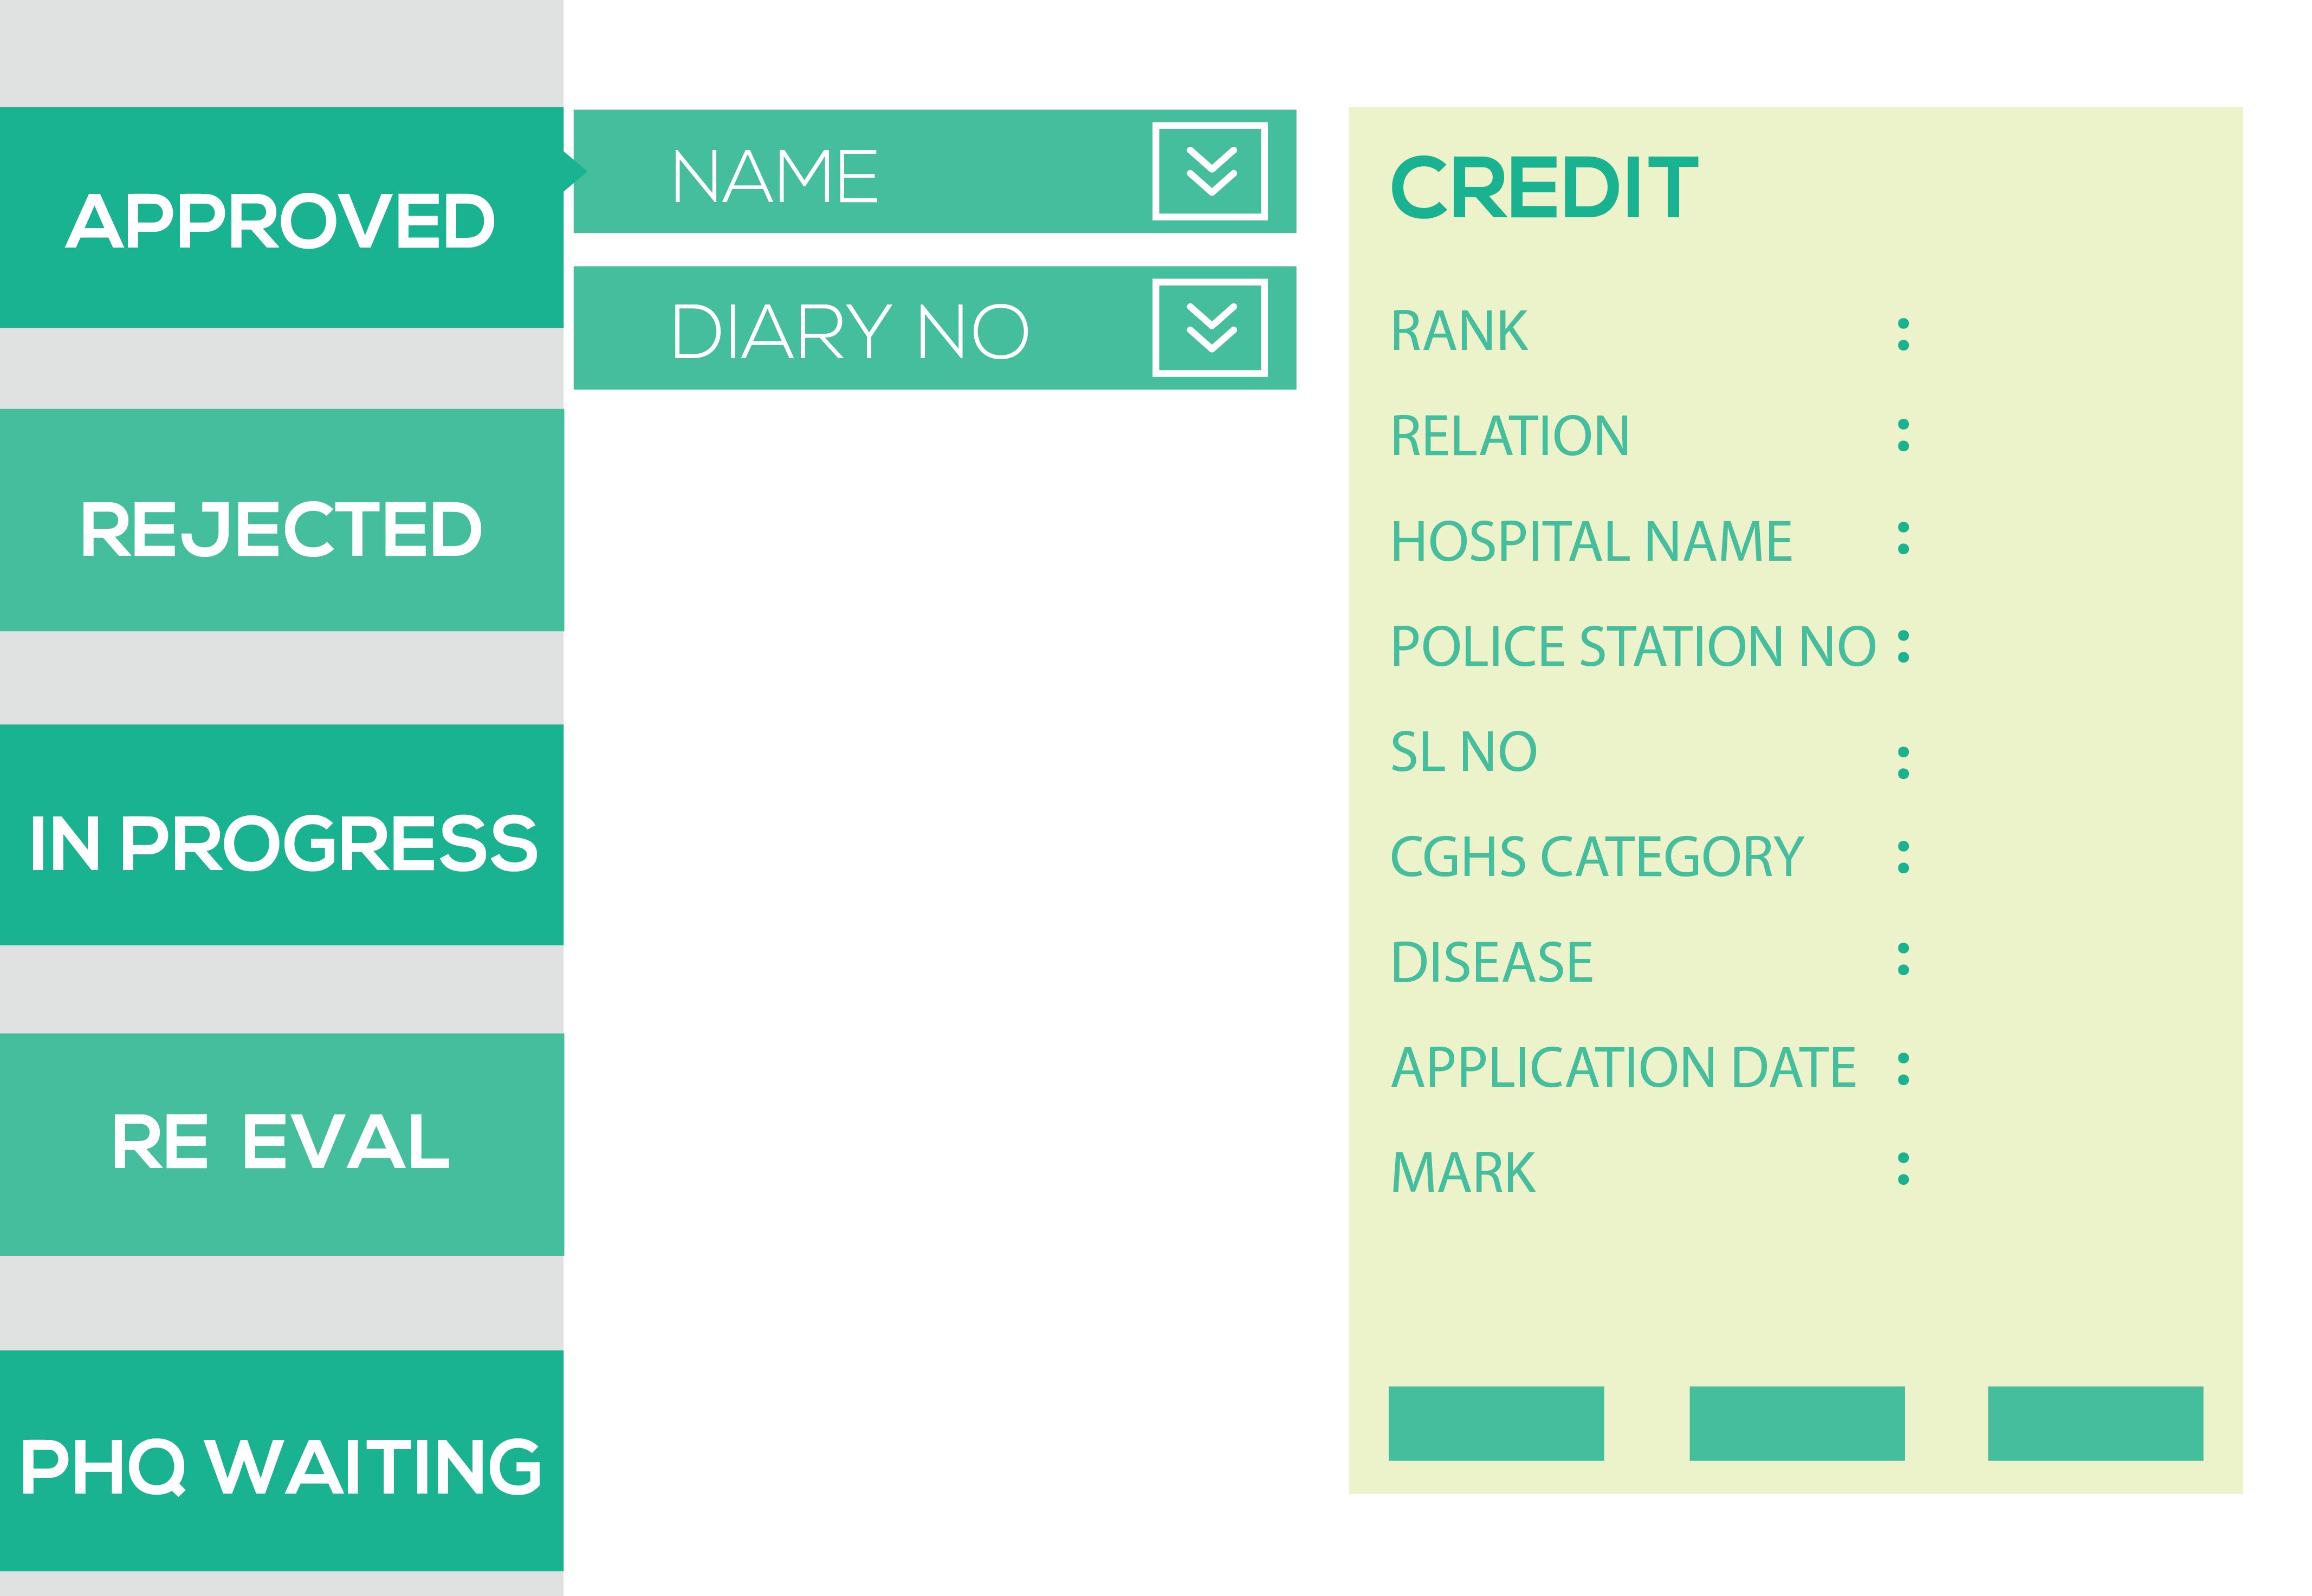 APPROVED
REJECTED
IN PROGRESS
RE EVAL
PHQ WAITING
NAME
DIARY NO
CREDIT
RANK :
RELATION :
HOSPITAL NAME :
POLICE STATION NO :
SL NO :
CGHS CATEGORY :
DISEASE :
APPLICATION DATE :
MARK :